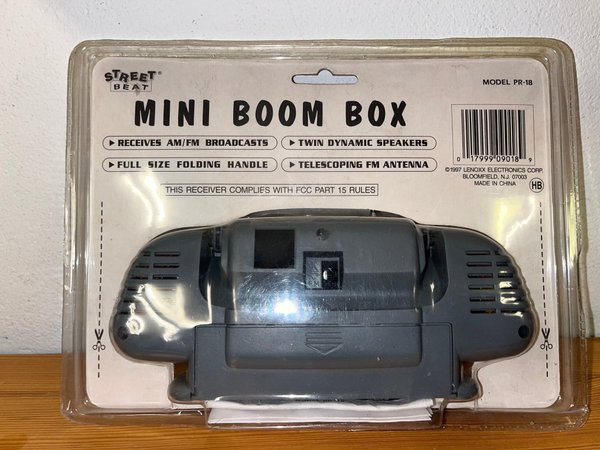 STREET
BEAT
MODEL PR-18
MINI BOOM BOX
RECEIVES AM/FM BROADCASTS
TWIN DYNAMIC SPEAKERS
FULL SIZE FOLDING HANDLE
TELESCOPING FM ANTENNA
THIS RECEIVER COMPLIES WITH FCC PART 15 RULES
0 17999 09018 9
©1997 LENOXX ELECTRONICS CORP.
BLOOMFIELD, N.J. 07003
MADE IN CHINA
HB